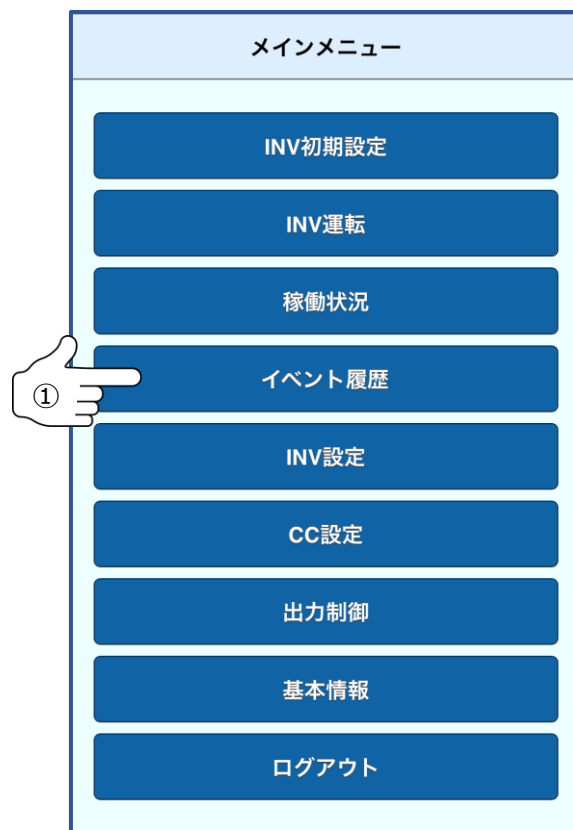 メインメニュー
INV初期設定
INV運転
稼働状況
①
イベント履歴
INV設定
CC設定
出力制御
基本情報
ログアウト